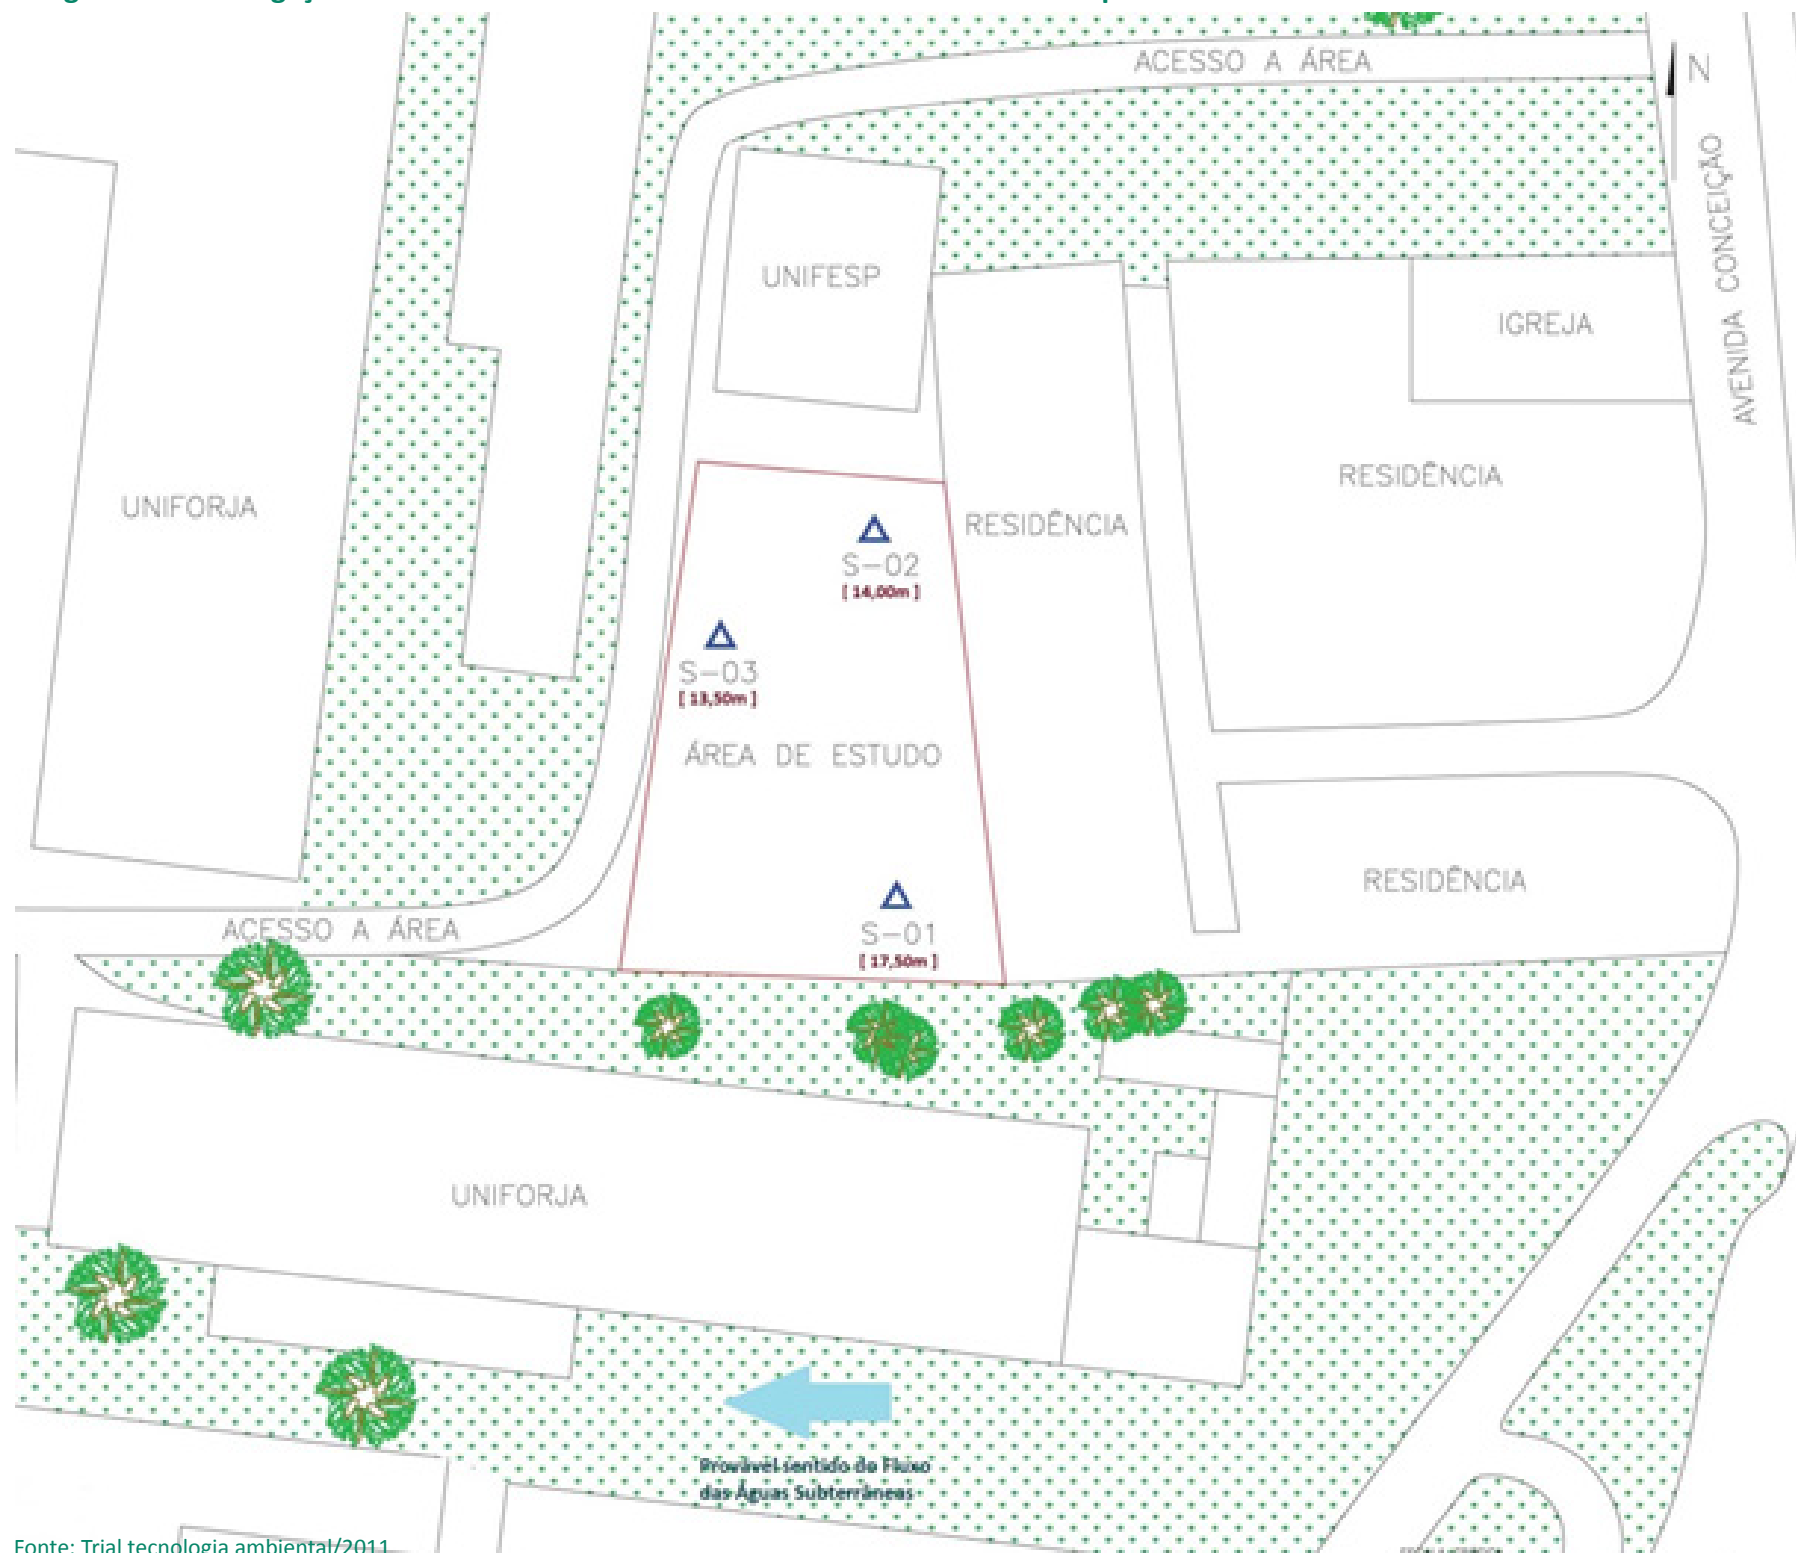 ACESSO A ÁREA
N
AVENIDA CONCEIÇÃO
UNIFESP
IGREJA
RESIDÊNCIA
UNIFORJA
RESIDÊNCIA
S-02
[ 14,00m ]
S-03
[ 13,50m ]
ÁREA DE ESTUDO
RESIDÊNCIA
ACESSO A ÁREA
S-01
[ 17,50m ]
UNIFORJA
Provável sentido do Fluxo
das Águas Subterrâneas
Fonte: Trial tecnologia ambiental/2011